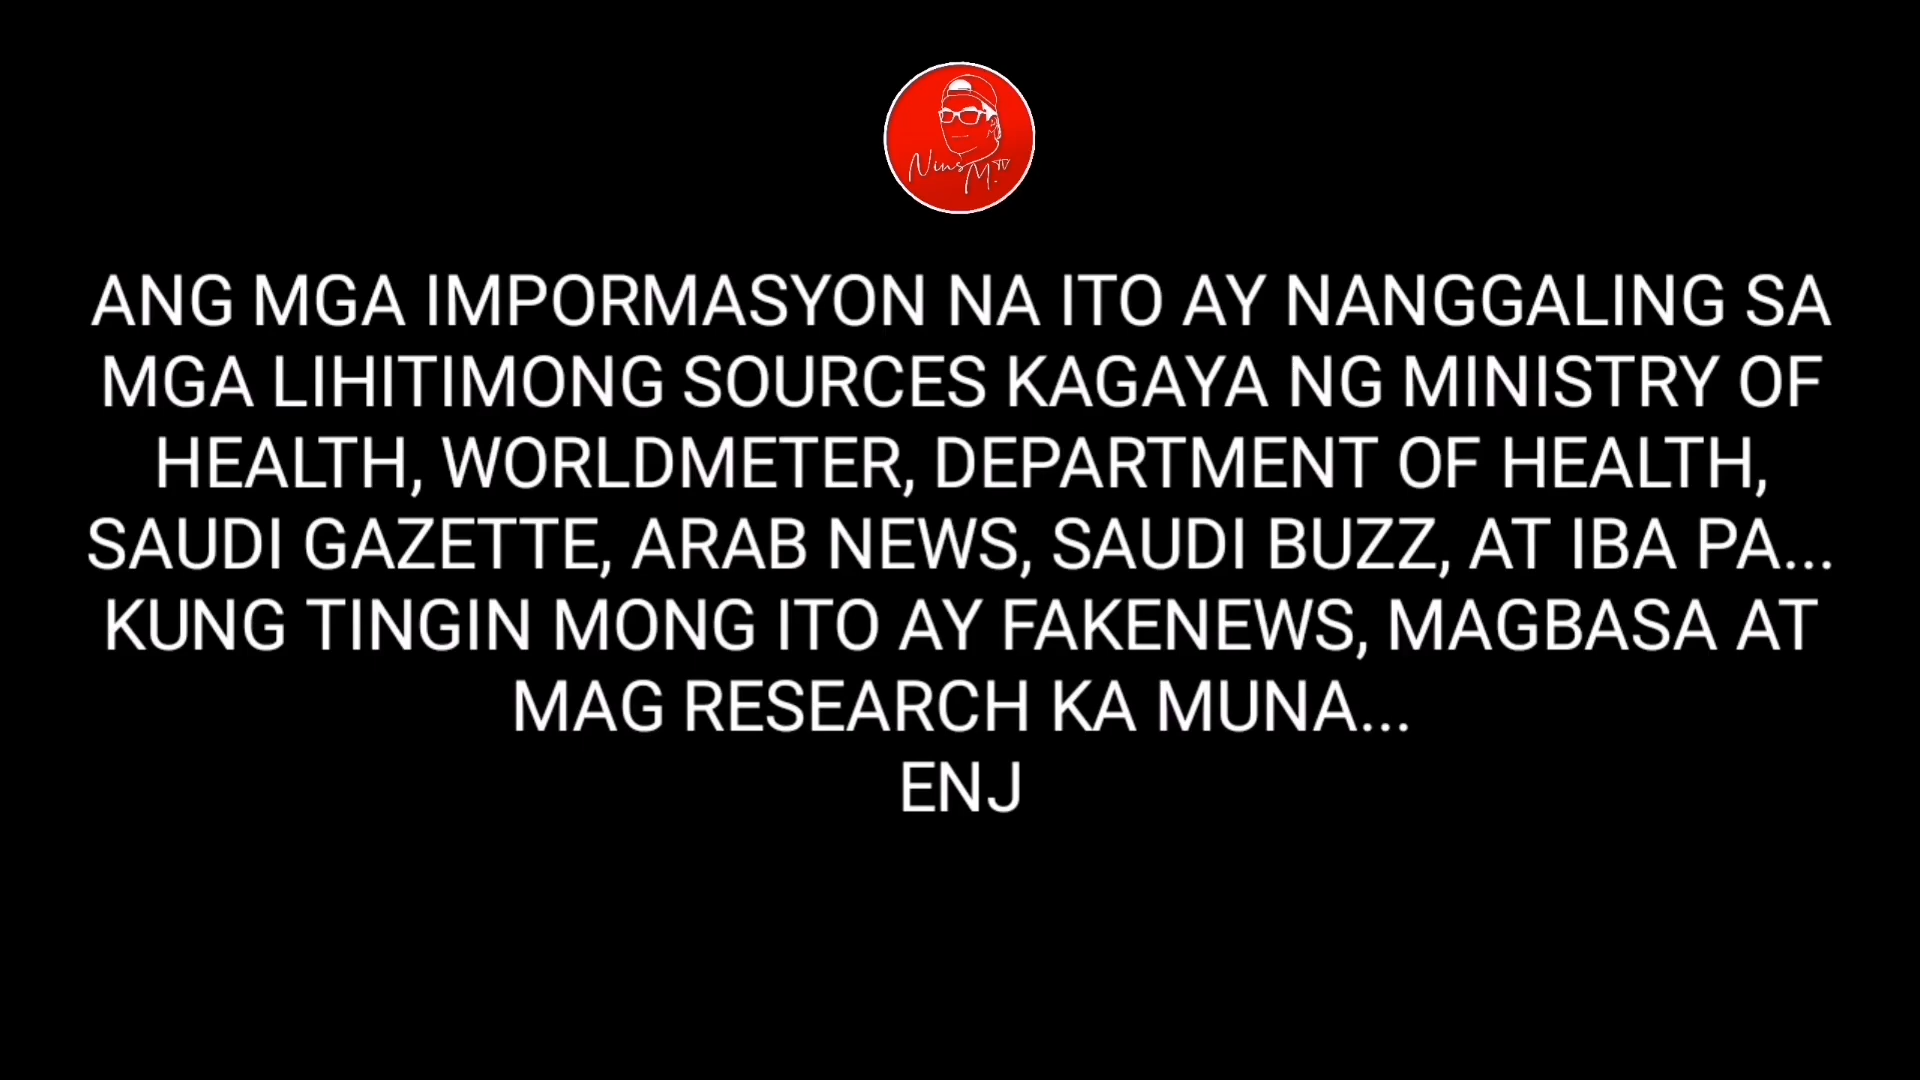 Nins
M. TV
ANG MGA IMPORMASYON NA ITO AY NANGGALING SA
MGA LIHITIMONG SOURCES KAGAYA NG MINISTRY OF
HEALTH, WORLDMETER, DEPARTMENT OF HEALTH,
SAUDI GAZETTE, ARAB NEWS, SAUDI BUZZ, AT IBA PA...
KUNG TINGIN MONG ITO AY FAKENEWS, MAGBASA AT
MAG RESEARCH KA MUNA...
ENJ